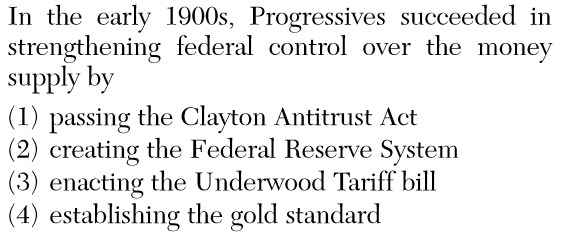 In the early 1900s, Progressives succeeded in
strengthening federal control over the money
supply by
(1) passing the Clayton Antitrust Act
(2) creating the Federal Reserve System
(3) enacting the Underwood Tariff bill
(4) establishing the gold standard